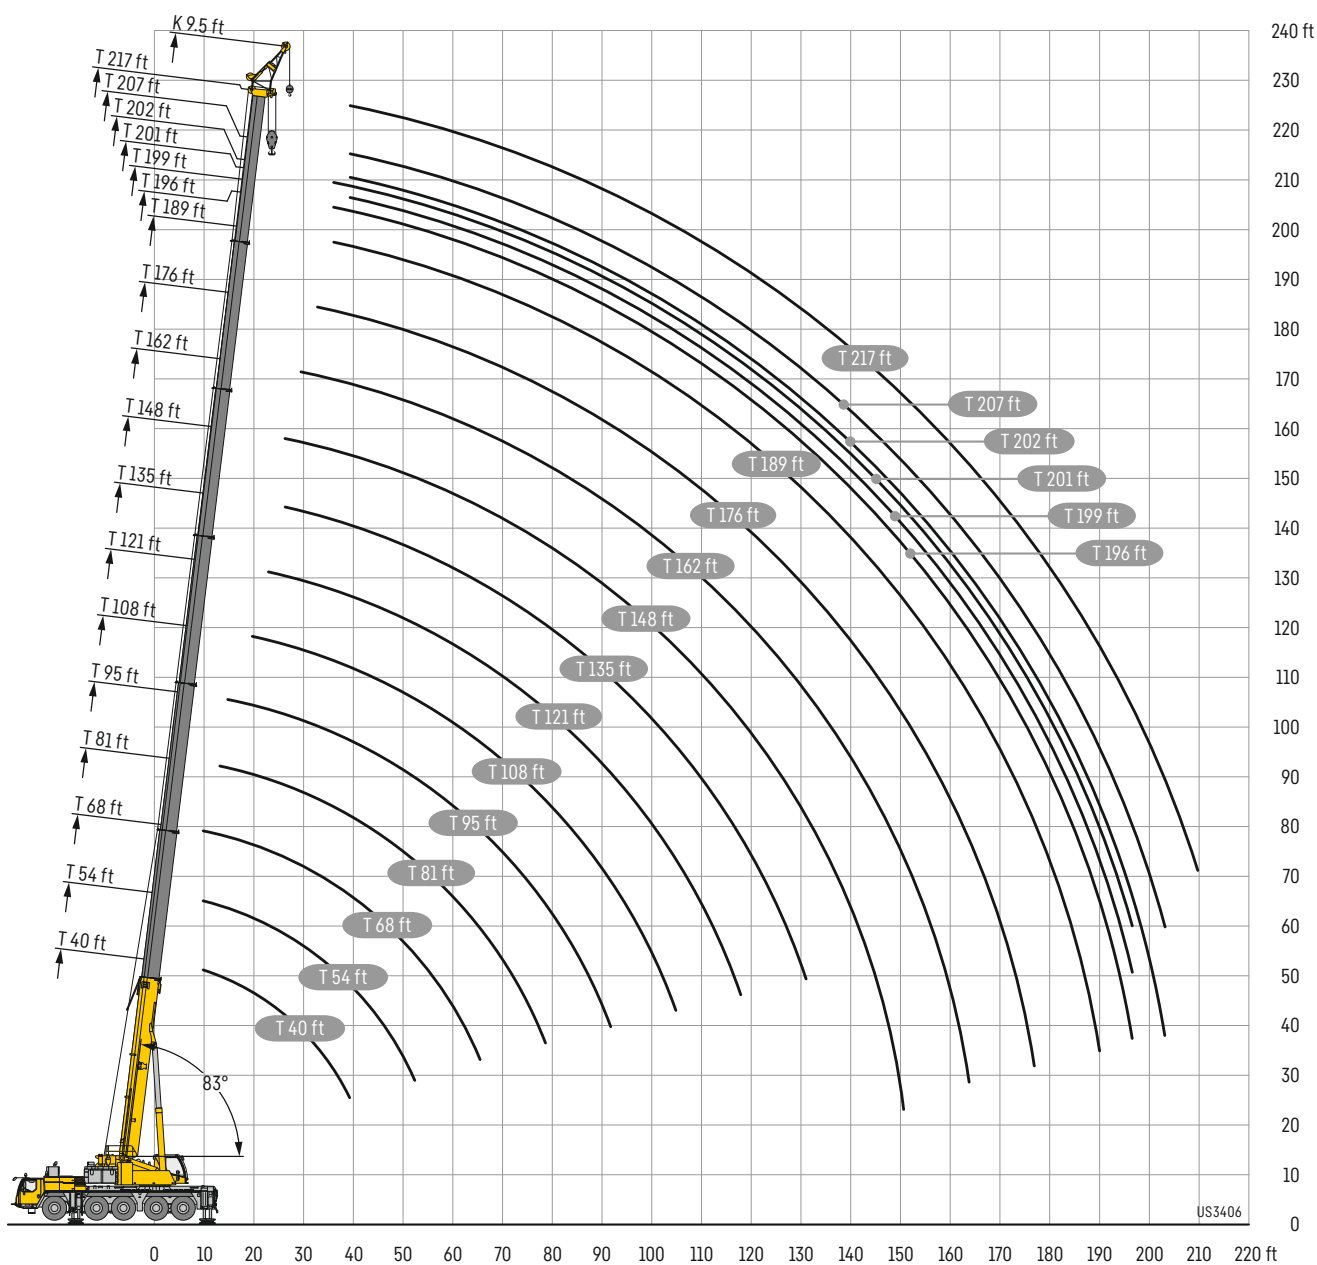 K 9.5 ft
240 ft
T 217 ft
230
T 207 ft
T 202 ft
220
T 201 ft
T 199 ft
210
T 196 ft
T 189 ft
200
190
T 176 ft
180
T 162 ft
T 217 ft
170
T 207 ft
T 148 ft
160
T 202 ft
T 189 ft
T 135 ft
T 201 ft
150
T 176 ft
T 199 ft
140
T 121 ft
T 196 ft
T 162 ft
130
T 108 ft
T 148 ft
120
T 95 ft
T 135 ft
110
T 121 ft
100
T 81 ft
T 108 ft
90
T 68 ft
T 95 ft
80
T 54 ft
T 81 ft
70
T 68 ft
60
T 40 ft
T 54 ft
50
T 40 ft
40
83°
30
20
10
US3406
0
0 10 20 30 40 50 60 70 80 90 100 110 120 130 140 150 160 170 180 190 200 210 220 ft